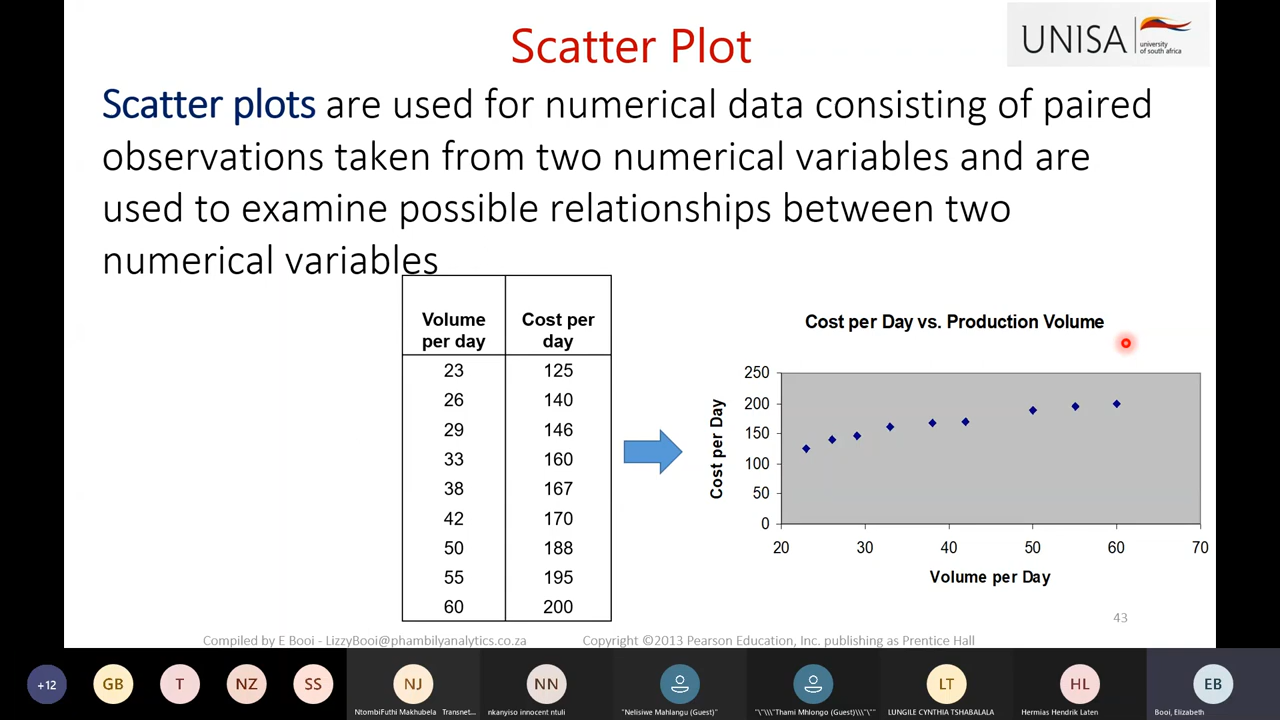 Scatter Plot
UNISA
university
of south africa
Scatter plots are used for numerical data consisting of paired
observations taken from two numerical variables and are
used to examine possible relationships between two
numerical variables
Volume per day Cost per day
23 125
26 140
29 146
33 160
38 167
42 170
50 188
55 195
60 200
Cost per Day vs. Production Volume
Cost per Day
250
200
150
100
50
0
20 30 40 50 60 70
Volume per Day
43
Compiled by E Booi - LizzyBooi@phambilyanalytics.co.za Copyright ©2013 Pearson Education, Inc. publishing as Prentice Hall
+12 GB T NZ SS NJ NN LT HL EB
NtombiFuthi Makhubela Transnet... nkanyiso innocent ntuli "Nelisiwe Mahlangu (Guest)" "\"\\\"Thami Mhlongo (Guest)\\\"\"" LUNGILE CYNTHIA TSHABALALA Hermias Hendrik Laten Booi, Elizabeth